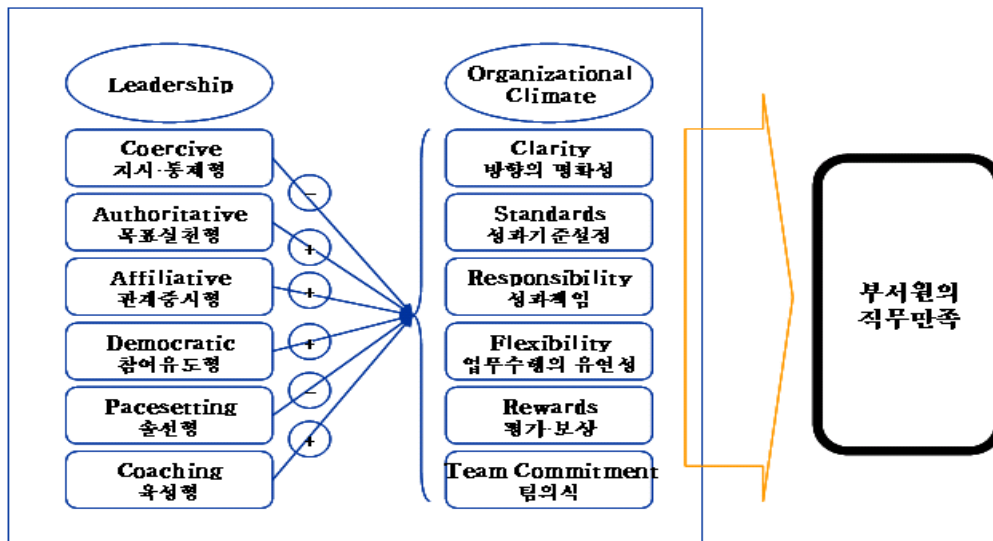 Leadership
Coercive
지시·통제형
Authoritative
목표실천형
Affiliative
관계중시형
Democratic
참여유도형
Pacesetting
솔선형
Coaching
육성형
−
+
+
+
−
+
Organizational
Climate
Clarity
방향의 명확성
Standards
성과기준설정
Responsibility
성과책임
Flexibility
업무수행의 유연성
Rewards
평가·보상
Team Commitment
팀의식
부서원의
직무만족